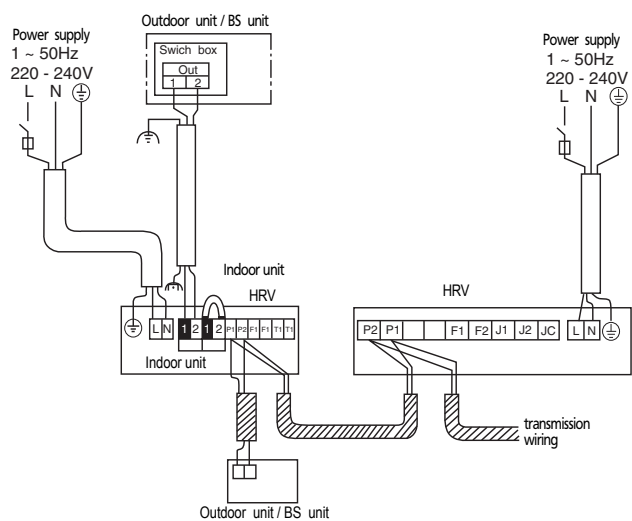 Outdoor unit / BS unit
Power supply
1 ~ 50Hz
220 - 240V
L N
Swich box
Out
1 2
Power supply
1 ~ 50Hz
220 - 240V
L N
Indoor unit
HRV
HRV
L N 1 2 1 2 P1 P2 F1 F1 T1 T1
Indoor unit
P2 P1 F1 F2 J1 J2 JC L N
transmission
wiring
Outdoor unit / BS unit